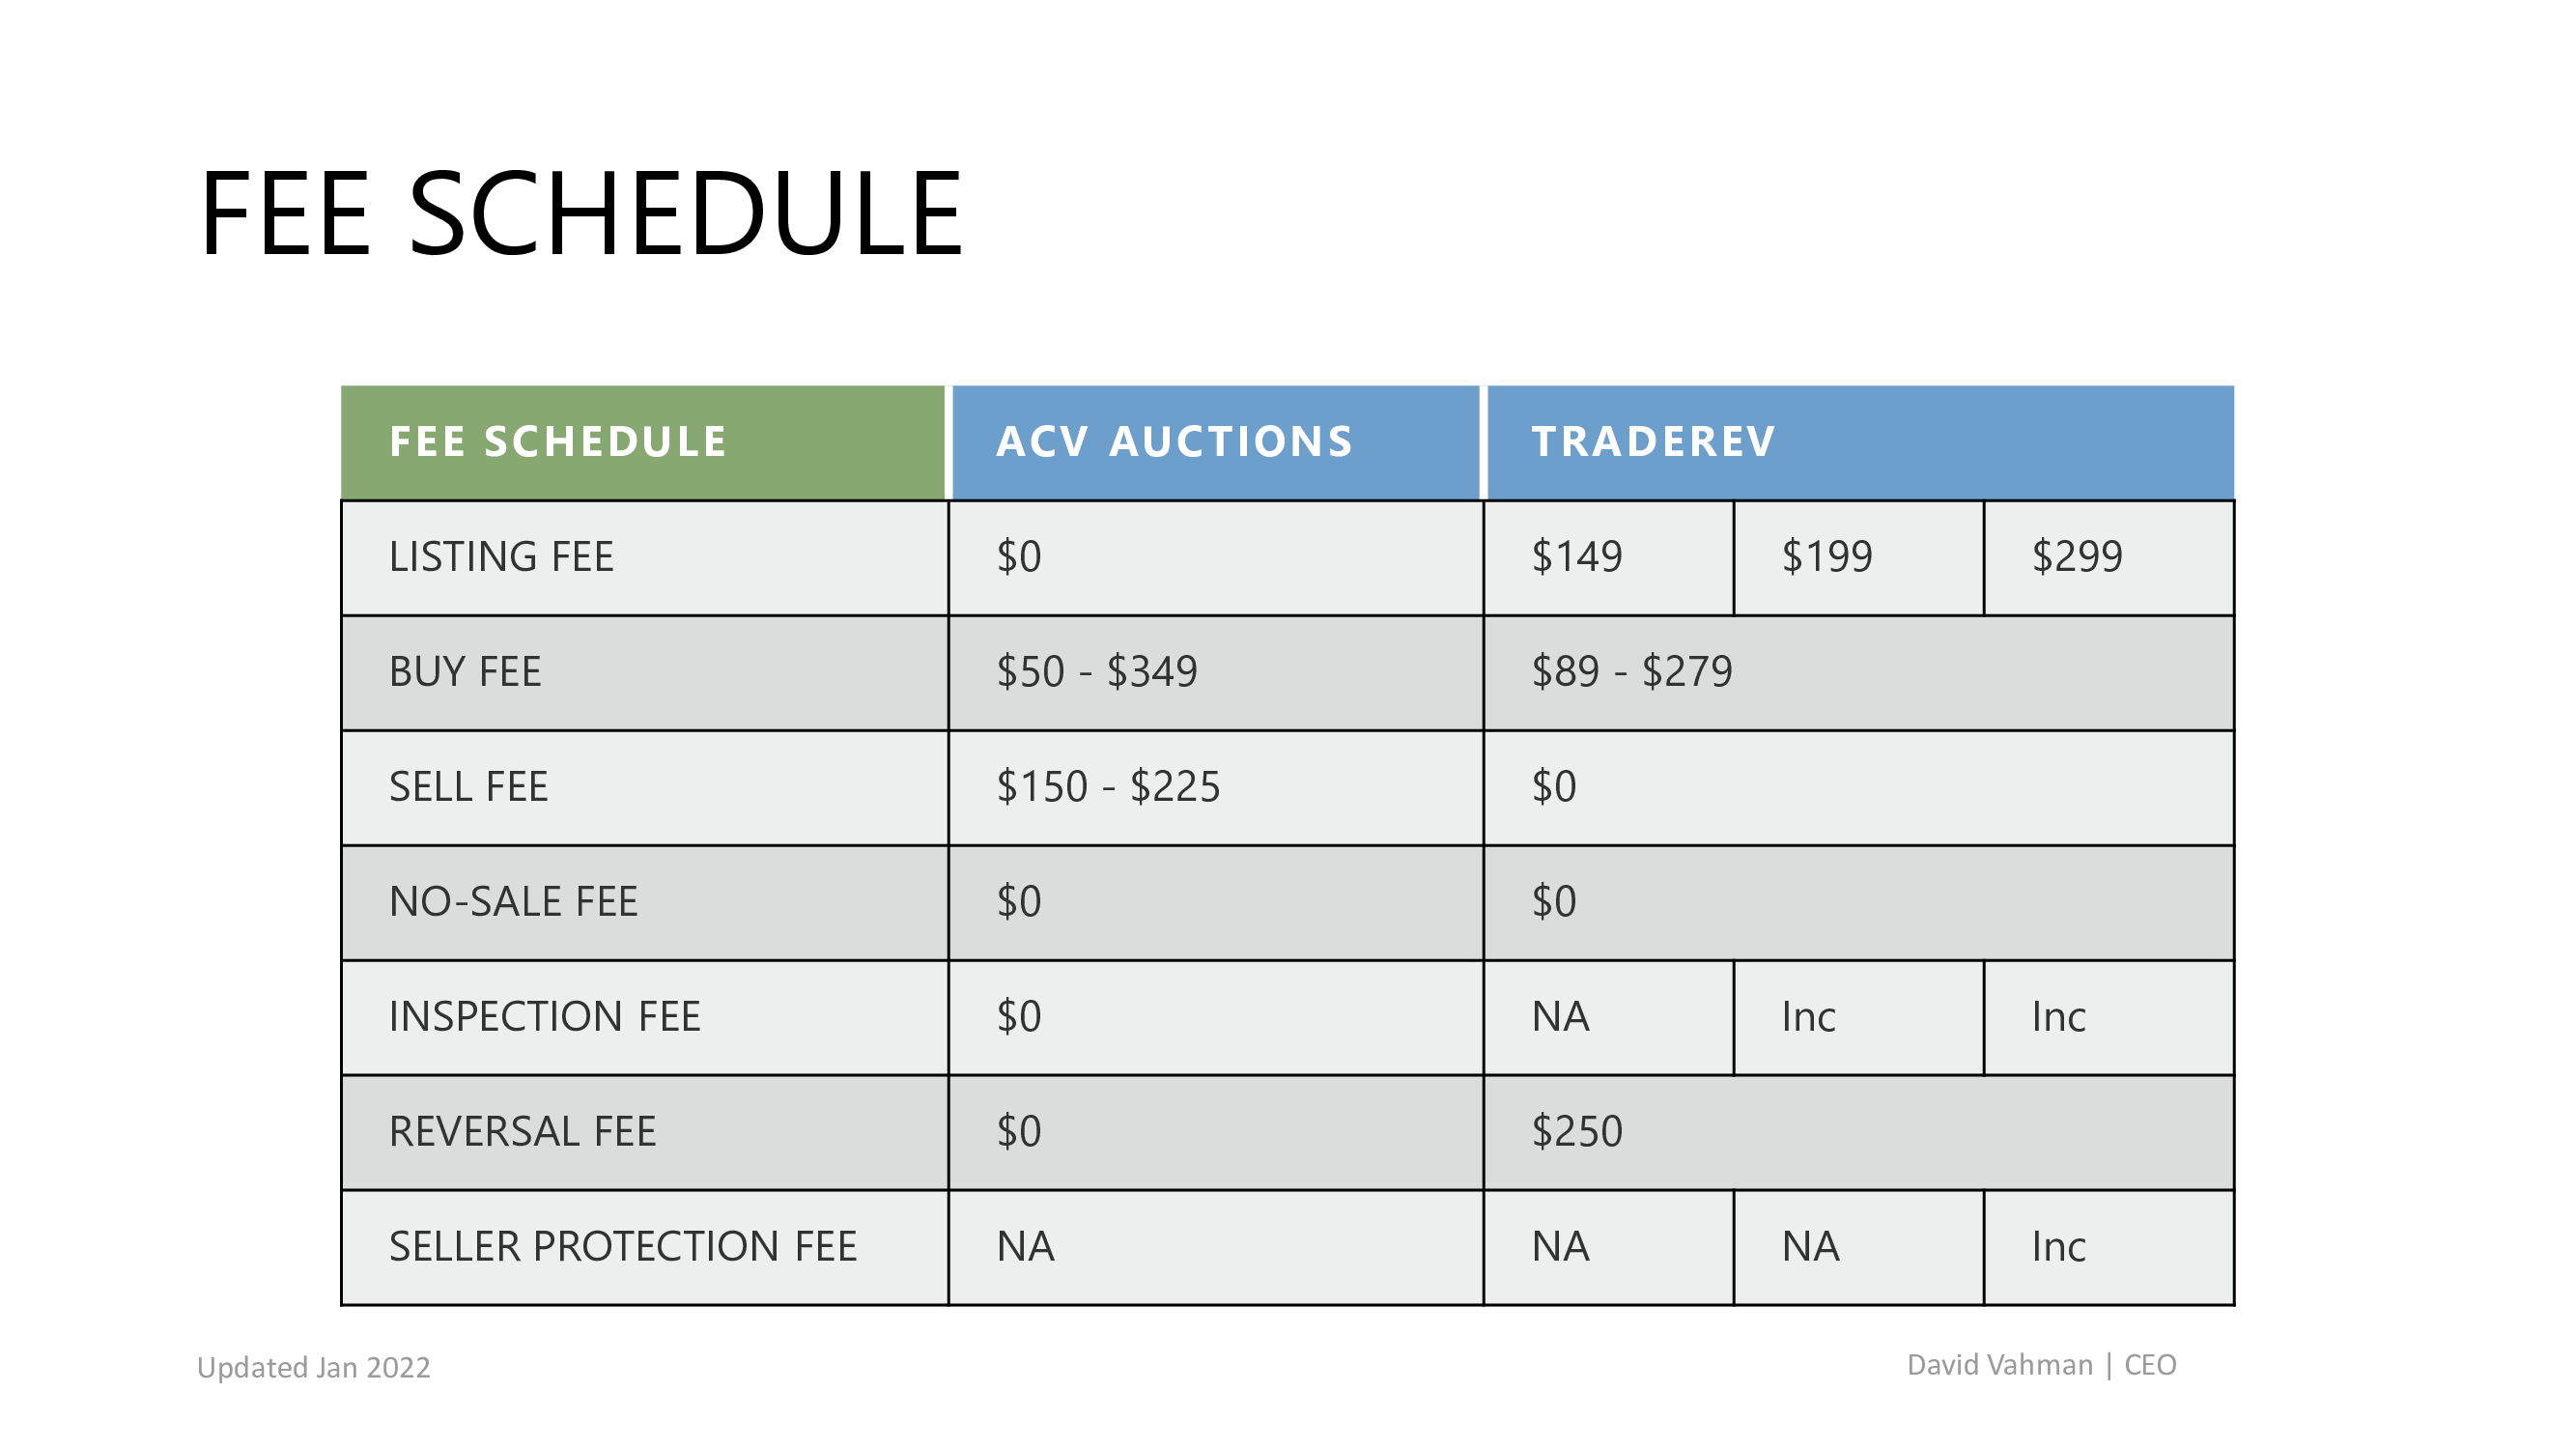 FEE SCHEDULE
FEE SCHEDULE ACV AUCTIONS TRADEREV
LISTING FEE $0 $149 $199 $299
BUY FEE $50 - $349 $89 - $279
SELL FEE $150 - $225 $0
NO-SALE FEE $0 $0
INSPECTION FEE $0 NA Inc Inc
REVERSAL FEE $0 $250
SELLER PROTECTION FEE NA NA NA Inc
Updated Jan 2022 David Vahman | CEO